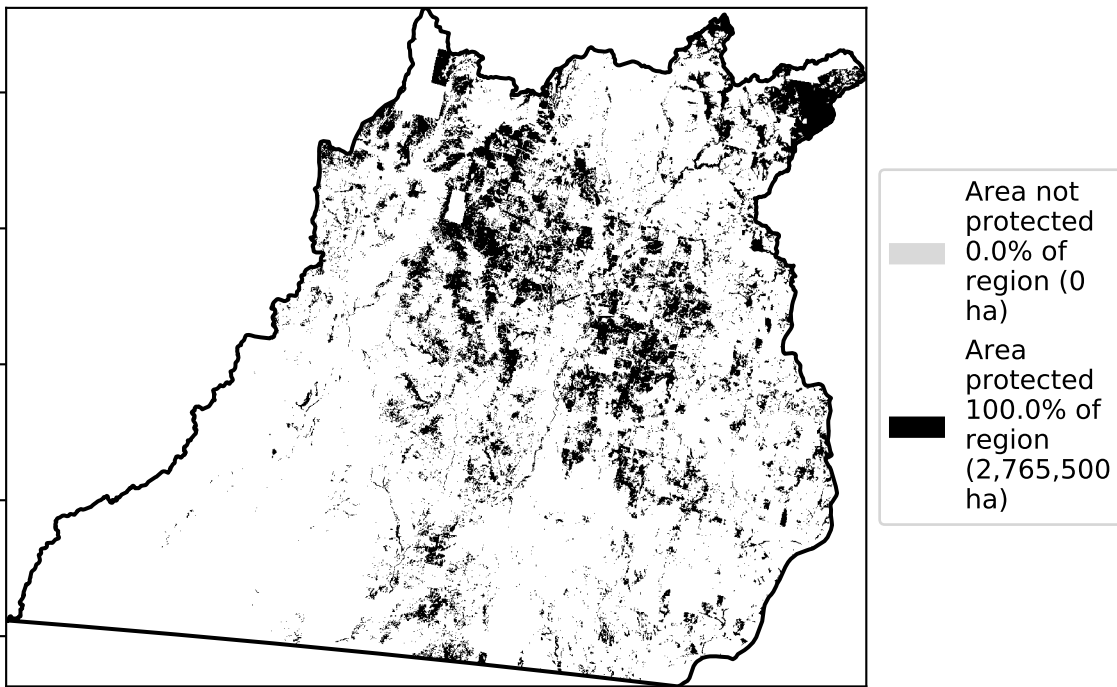 Area not
protected
0.0% of
region (0
ha)
Area
protected
100.0% of
region
(2,765,500
ha)